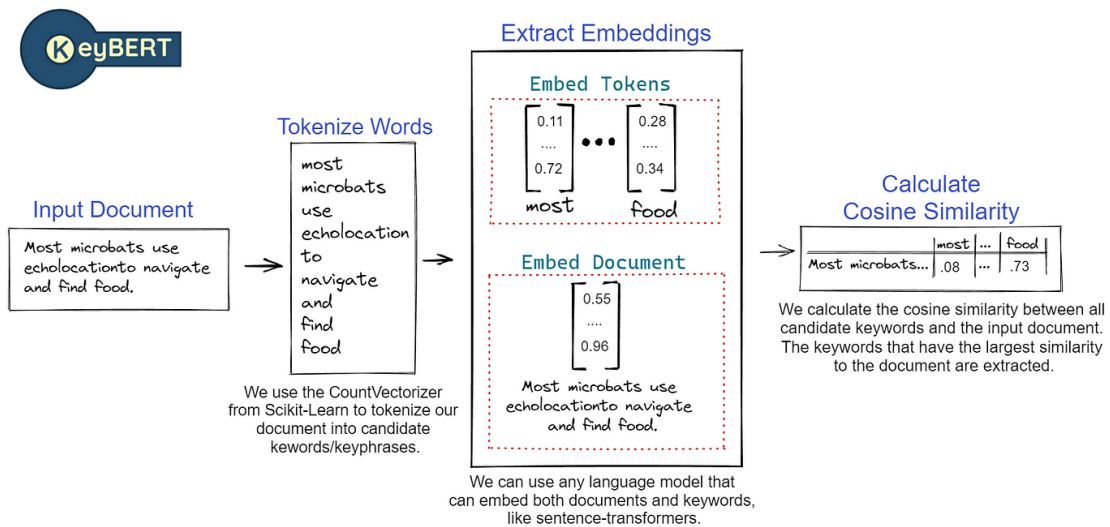 KeyBERT
Input Document
Most microbats use
echolocationto navigate
and find food.
Tokenize Words
most
microbats
use
echolocation
to
navigate
and
find
food
We use the CountVectorizer
from Scikit-Learn to tokenize our
document into candidate
kewords/keyphrases.
Extract Embeddings
Embed Tokens
0.11 0.28
.... ....
0.72 0.34
most food
Embed Document
0.55
....
0.96
Most microbats use
echolocationto navigate
and find food.
We can use any language model that
can embed both documents and keywords,
like sentence-transformers.
Calculate
Cosine Similarity
most ... food
Most microbats... .08 ... .73
We calculate the cosine similarity between all
candidate keywords and the input document.
The keywords that have the largest similarity
to the document are extracted.